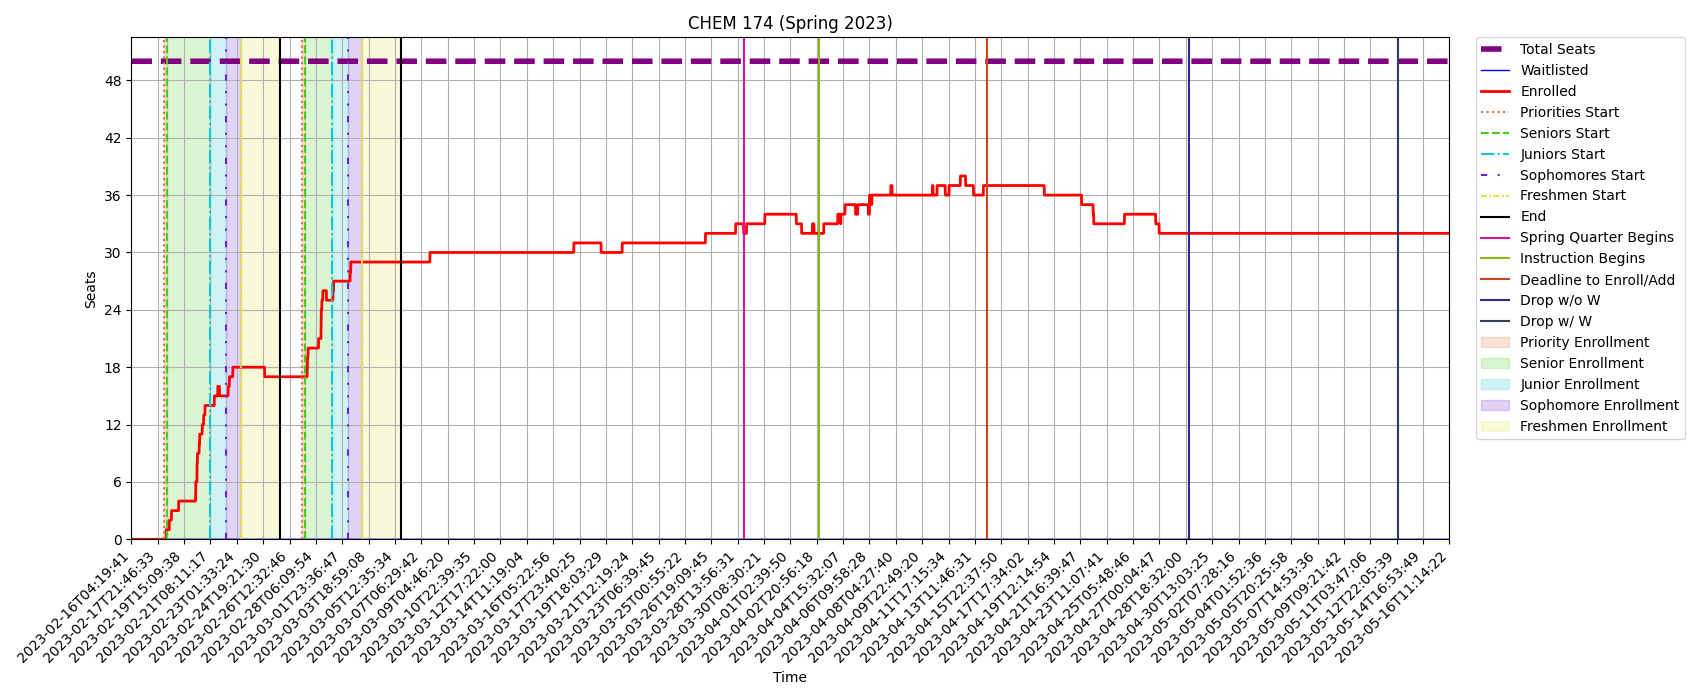 CHEM 174 (Spring 2023)
Seats
48
42
36
30
24
18
12
6
0
2023-02-16T04:19:41
2023-02-17T21:46:33
2023-02-19T15:09:38
2023-02-21T08:11:17
2023-02-23T01:33:24
2023-02-24T19:21:30
2023-02-26T12:32:46
2023-02-28T06:09:54
2023-03-01T23:36:47
2023-03-03T18:59:08
2023-03-05T12:35:34
2023-03-07T06:29:42
2023-03-09T04:46:20
2023-03-10T22:39:35
2023-03-12T17:22:00
2023-03-14T11:19:04
2023-03-16T05:22:56
2023-03-17T23:40:25
2023-03-19T18:03:29
2023-03-21T12:19:24
2023-03-23T06:39:45
2023-03-25T00:55:22
2023-03-26T19:09:45
2023-03-28T13:56:31
2023-03-30T08:30:21
2023-04-01T02:39:50
2023-04-02T20:56:18
2023-04-04T15:32:07
2023-04-06T09:58:28
2023-04-08T04:27:40
2023-04-09T22:49:20
2023-04-11T17:15:34
2023-04-13T11:46:31
2023-04-15T22:37:50
2023-04-17T17:34:02
2023-04-19T12:14:54
2023-04-21T16:39:47
2023-04-23T11:07:41
2023-04-25T05:48:46
2023-04-27T00:04:47
2023-04-28T18:32:00
2023-04-30T13:03:25
2023-05-02T07:28:16
2023-05-04T01:52:36
2023-05-05T20:25:58
2023-05-07T14:53:36
2023-05-09T09:21:42
2023-05-11T03:47:06
2023-05-12T22:05:39
2023-05-14T16:53:49
2023-05-16T11:14:22
Time
Total Seats
Waitlisted
Enrolled
Priorities Start
Seniors Start
Juniors Start
Sophomores Start
Freshmen Start
End
Spring Quarter Begins
Instruction Begins
Deadline to Enroll/Add
Drop w/o W
Drop w/ W
Priority Enrollment
Senior Enrollment
Junior Enrollment
Sophomore Enrollment
Freshmen Enrollment